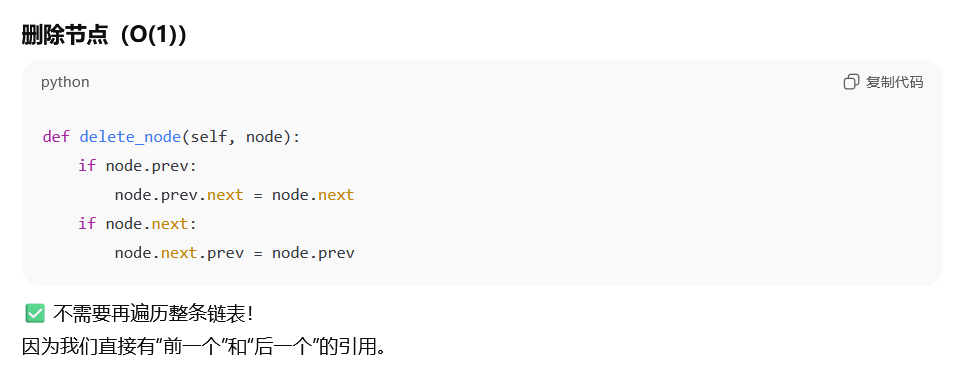 删除节点（O(1)）
python
复制代码
def delete_node(self, node):
    if node.prev:
        node.prev.next = node.next
    if node.next:
        node.next.prev = node.prev
✅ 不需要再遍历整条链表！
因为我们直接有“前一个”和“后一个”的引用。